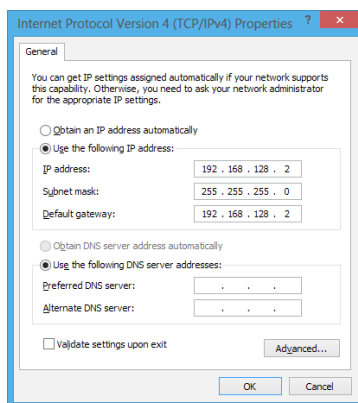 Internet Protocol Version 4 (TCP/IPv4) Properties ? ×
General
You can get IP settings assigned automatically if your network supports
this capability. Otherwise, you need to ask your network administrator
for the appropriate IP settings.
Obtain an IP address automatically
Use the following IP address:
IP address: 192 . 168 . 128 . 2
Subnet mask: 255 . 255 . 255 . 0
Default gateway: 192 . 168 . 128 . 2
Obtain DNS server address automatically
Use the following DNS server addresses:
Preferred DNS server: . . .
Alternate DNS server: . . .
Validate settings upon exit Advanced...
OK Cancel